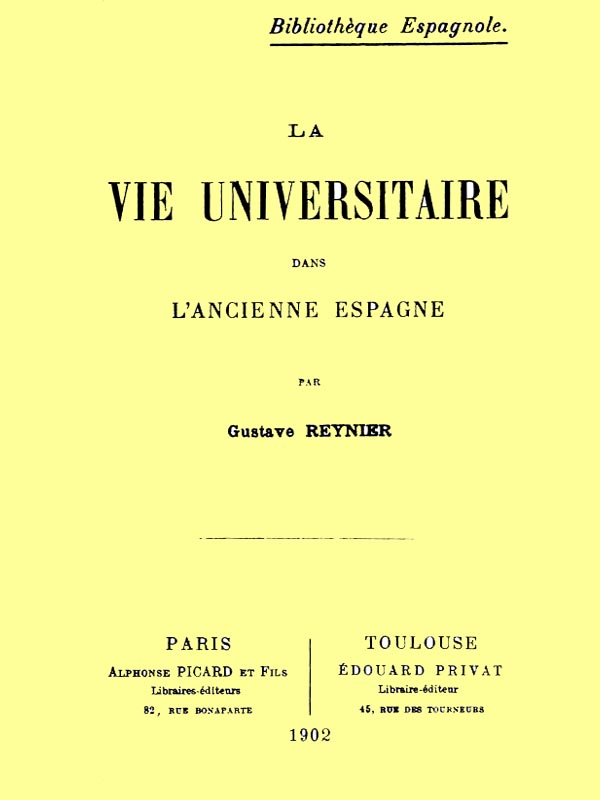 Bibliothèque Espagnole.
LA
VIE UNIVERSITAIRE
DANS
L'ANCIENNE ESPAGNE
PAR
Gustave REYNIER
PARIS
ALPHONSE PICARD ET FILS
Libraires-éditeurs
82, RUE BONAPARTE
TOULOUSE
ÉDOUARD PRIVAT
Libraire-éditeur
45, RUE DES TOURNEURS
1902